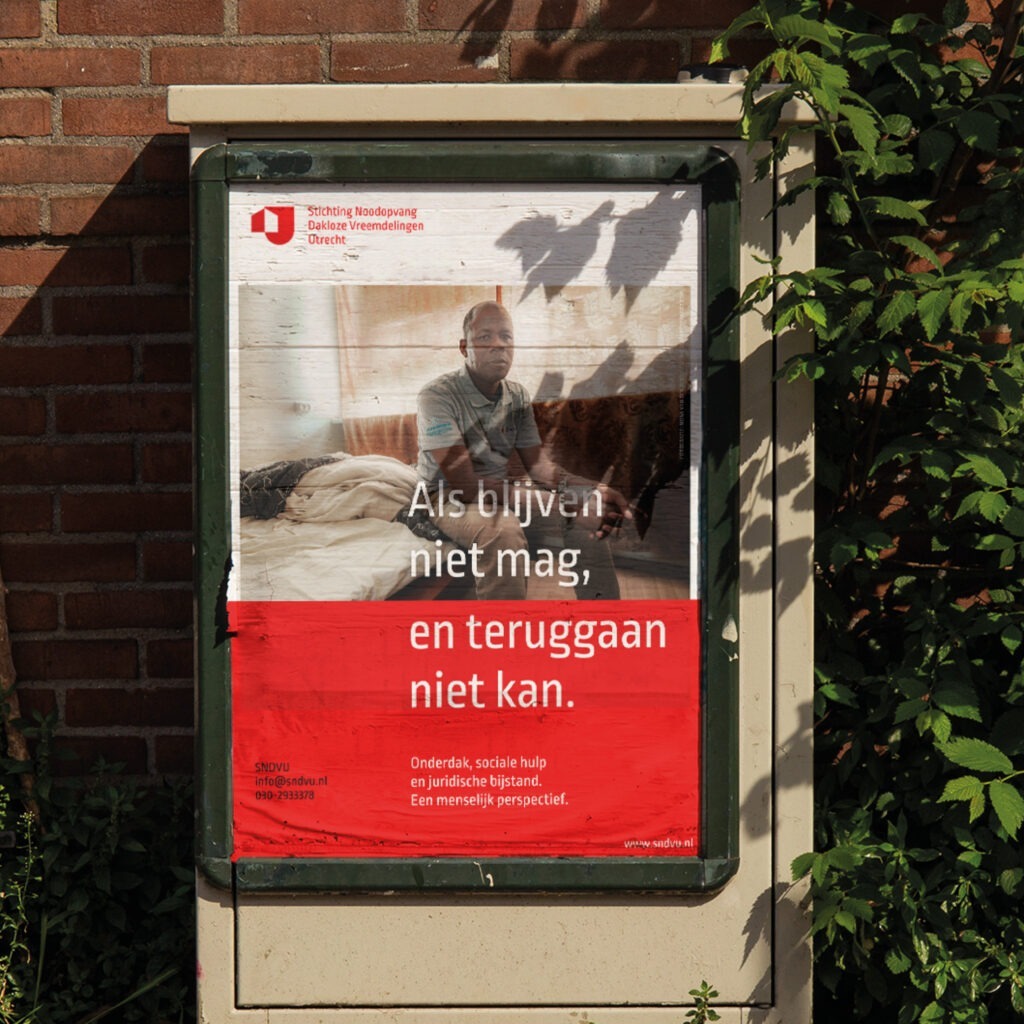 Stichting Noodopvang
Dakloze Vreemdelingen
Utrecht
Als blijven
niet mag,
en teruggaan
niet kan.
Onderdak, sociale hulp
en juridische bijstand.
Een menselijk perspectief.
SNDVU
info@sndvu.nl
030-2933378
www.sndvu.nl